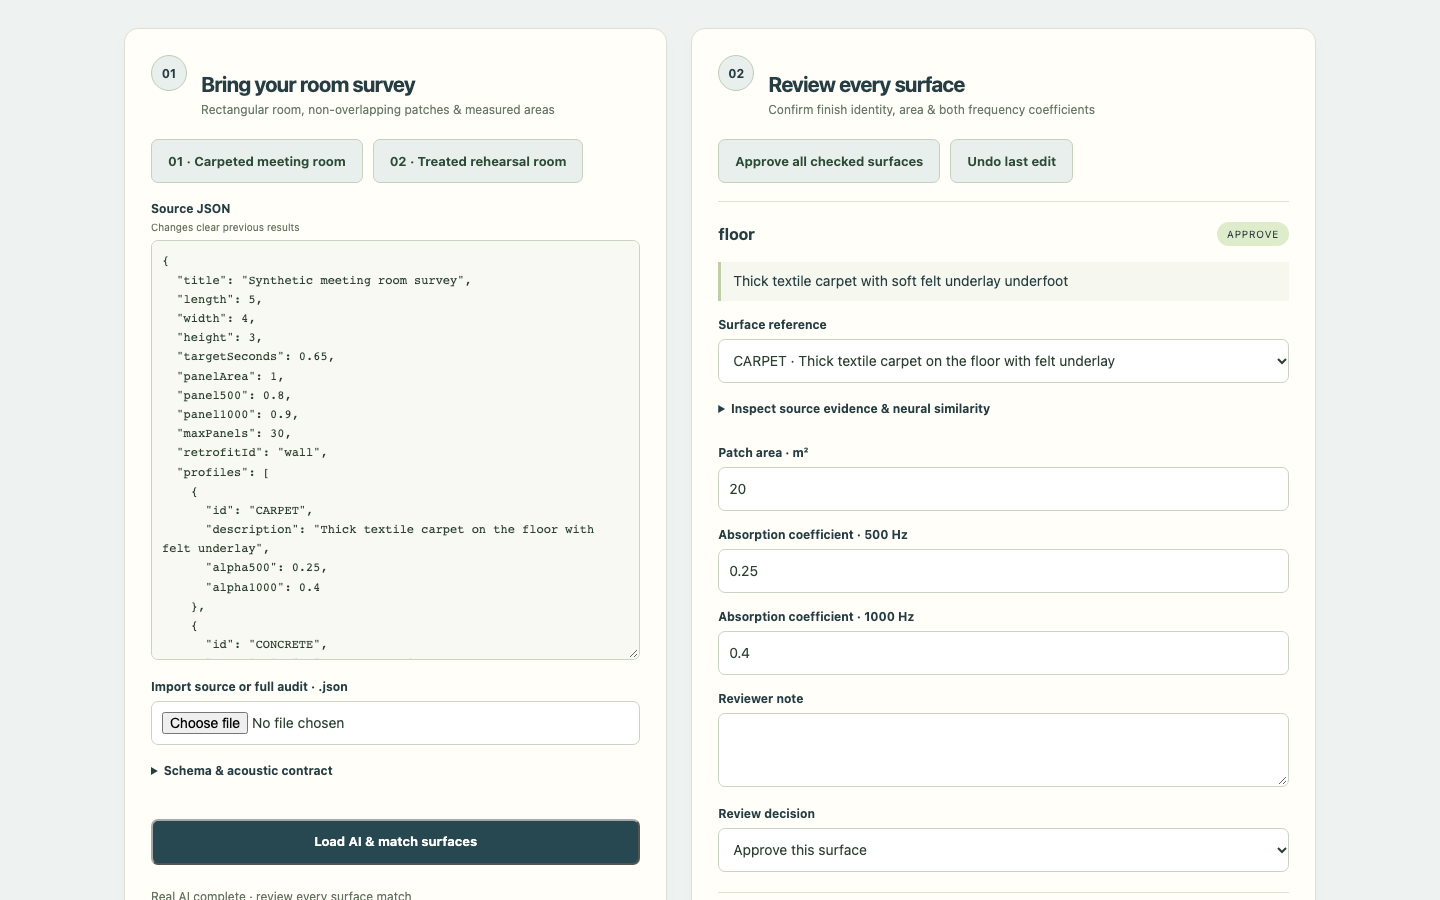 01
Bring your room survey
Rectangular room, non-overlapping patches & measured areas
01 · Carpeted meeting room
02 · Treated rehearsal room
Source JSON
Changes clear previous results
{
"title": "Synthetic meeting room survey",
"length": 5,
"width": 4,
"height": 3,
"targetSeconds": 0.65,
"panelArea": 1,
"panel500": 0.8,
"panel1000": 0.9,
"maxPanels": 30,
"retrofitId": "wall",
"profiles": [
{
"id": "CARPET",
"description": "Thick textile carpet on the floor with
felt underlay",
"alpha500": 0.25,
"alpha1000": 0.4
},
{
"id": "CONCRETE",
Import source or full audit · .json
Choose file No file chosen
Schema & acoustic contract
Load AI & match surfaces
Real AI complete · review every surface match
02
Review every surface
Confirm finish identity, area & both frequency coefficients
Approve all checked surfaces
Undo last edit
floor
APPROVE
Thick textile carpet with soft felt underlay underfoot
Surface reference
CARPET · Thick textile carpet on the floor with felt underlay
Inspect source evidence & neural similarity
Patch area · m²
20
Absorption coefficient · 500 Hz
0.25
Absorption coefficient · 1000 Hz
0.4
Reviewer note
Review decision
Approve this surface